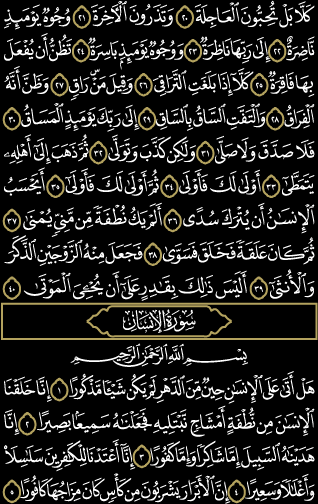 كَلَّا بَلْ تُحِبُّونَ ٱلْعَاجِلَةَ ٢٠ وَتَذَرُونَ ٱلْءَاخِرَةَ ٢١ وُجُوهٌ يَوْمَئِذٍ
نَّاضِرَةٌ ٢٢ إِلَىٰ رَبِّهَا نَاظِرَةٌ ٢٣ وَوُجُوهٌ يَوْمَئِذٍۭ بَاسِرَةٌ ٢٤ تَظُنُّ أَن يُفْعَلَ
بِهَا فَاقِرَةٌ ٢٥ كَلَّآ إِذَا بَلَغَتِ ٱلتَّرَاقِىَ ٢٦ وَقِيلَ مَنْ ۜ رَاقٍ ٢٧ وَظَنَّ أَنَّهُ
ٱلْفِرَاقُ ٢٨ وَٱلْتَفَّتِ ٱلسَّاقُ بِٱلسَّاقِ ٢٩ إِلَىٰ رَبِّكَ يَوْمَئِذٍ ٱلْمَسَاقُ ٣٠
فَلَا صَدَّقَ وَلَا صَلَّىٰ ٣١ وَلَٰكِن كَذَّبَ وَتَوَلَّىٰ ٣٢ ثُمَّ ذَهَبَ إِلَىٰٓ أَهْلِهِۦ
يَتَمَطَّىٰٓ ٣٣ أَوْلَىٰ لَكَ فَأَوْلَىٰ ٣٤ ثُمَّ أَوْلَىٰ لَكَ فَأَوْلَىٰٓ ٣٥ أَيَحْسَبُ
ٱلْإِنسَٰنُ أَن يُتْرَكَ سُدًى ٣٦ أَلَمْ يَكُ نُطْفَةً مِّن مَّنِىٍّ يُمْنَىٰ ٣٧
ثُمَّ كَانَ عَلَقَةً فَخَلَقَ فَسَوَّىٰ ٣٨ فَجَعَلَ مِنْهُ ٱلزَّوْجَيْنِ ٱلذَّكَرَ
وَٱلْأُنثَىٰٓ ٣٩ أَلَيْسَ ذَٰلِكَ بِقَٰدِرٍ عَلَىٰٓ أَن يُحْۦِىَ ٱلْمَوْتَىٰ ٤٠
سُورَةُ الإِنسَانِ
بِسْمِ ٱللَّهِ ٱلرَّحْمَٰنِ ٱلرَّحِيمِ
هَلْ أَتَىٰ عَلَى ٱلْإِنسَٰنِ حِينٌ مِّنَ ٱلدَّهْرِ لَمْ يَكُن شَيْـًٔا مَّذْكُورًا ١ إِنَّا خَلَقْنَا
ٱلْإِنسَٰنَ مِن نُّطْفَةٍ أَمْشَاجٍ نَّبْتَلِيهِ فَجَعَلْنَٰهُ سَمِيعًۢا بَصِيرًا ٢ إِنَّا
هَدَيْنَٰهُ ٱلسَّبِيلَ إِمَّا شَاكِرًا وَإِمَّا كَفُورًا ٣ إِنَّآ أَعْتَدْنَا لِلْكَٰفِرِينَ سَلَٰسِلَا۟
وَأَغْلَٰلًا وَسَعِيرًا ٤ إِنَّ ٱلْأَبْرَارَ يَشْرَبُونَ مِن كَأْسٍ كَانَ مِزَاجُهَا كَافُورًا ٥